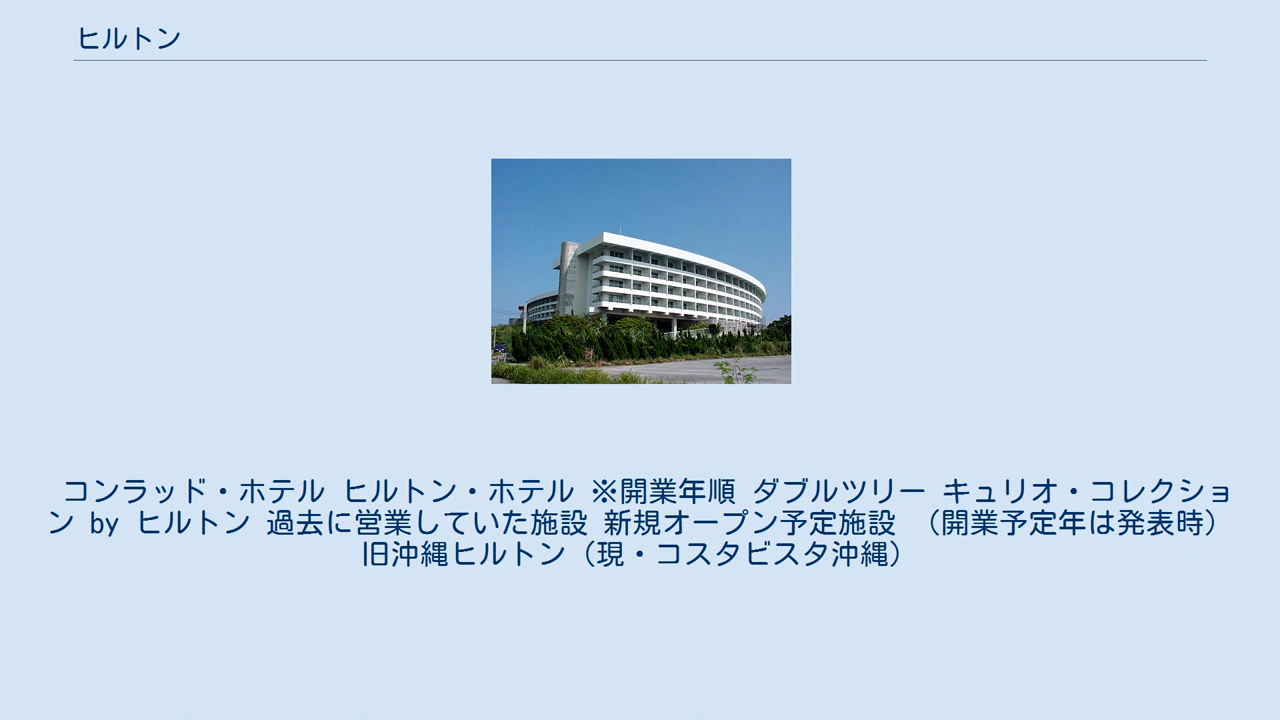 ヒルトン
コンラッド・ホテル ヒルトン・ホテル ※開業年順 ダブルツリー キュリオ・コレクショ
ン by ヒルトン 過去に営業していた施設 新規オープン予定施設 （開業予定年は発表時）
旧沖縄ヒルトン（現・コスタビスタ沖縄）